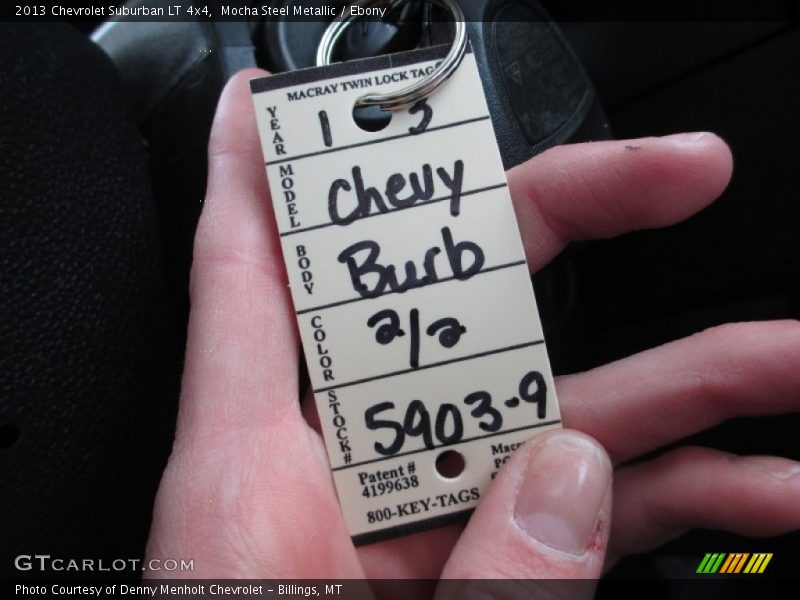 2013 Chevrolet Suburban LT 4x4, Mocha Steel Metallic / Ebony
MACRAY TWIN LOCK TAG
YEAR 1 3
MODEL Chevy
BODY Burb
COLOR 2/2
STOCK# 5903-9
Patent #
4199638
800-KEY-TAGS
GTCARLOT.COM
Photo Courtesy of Denny Menholt Chevrolet – Billings, MT